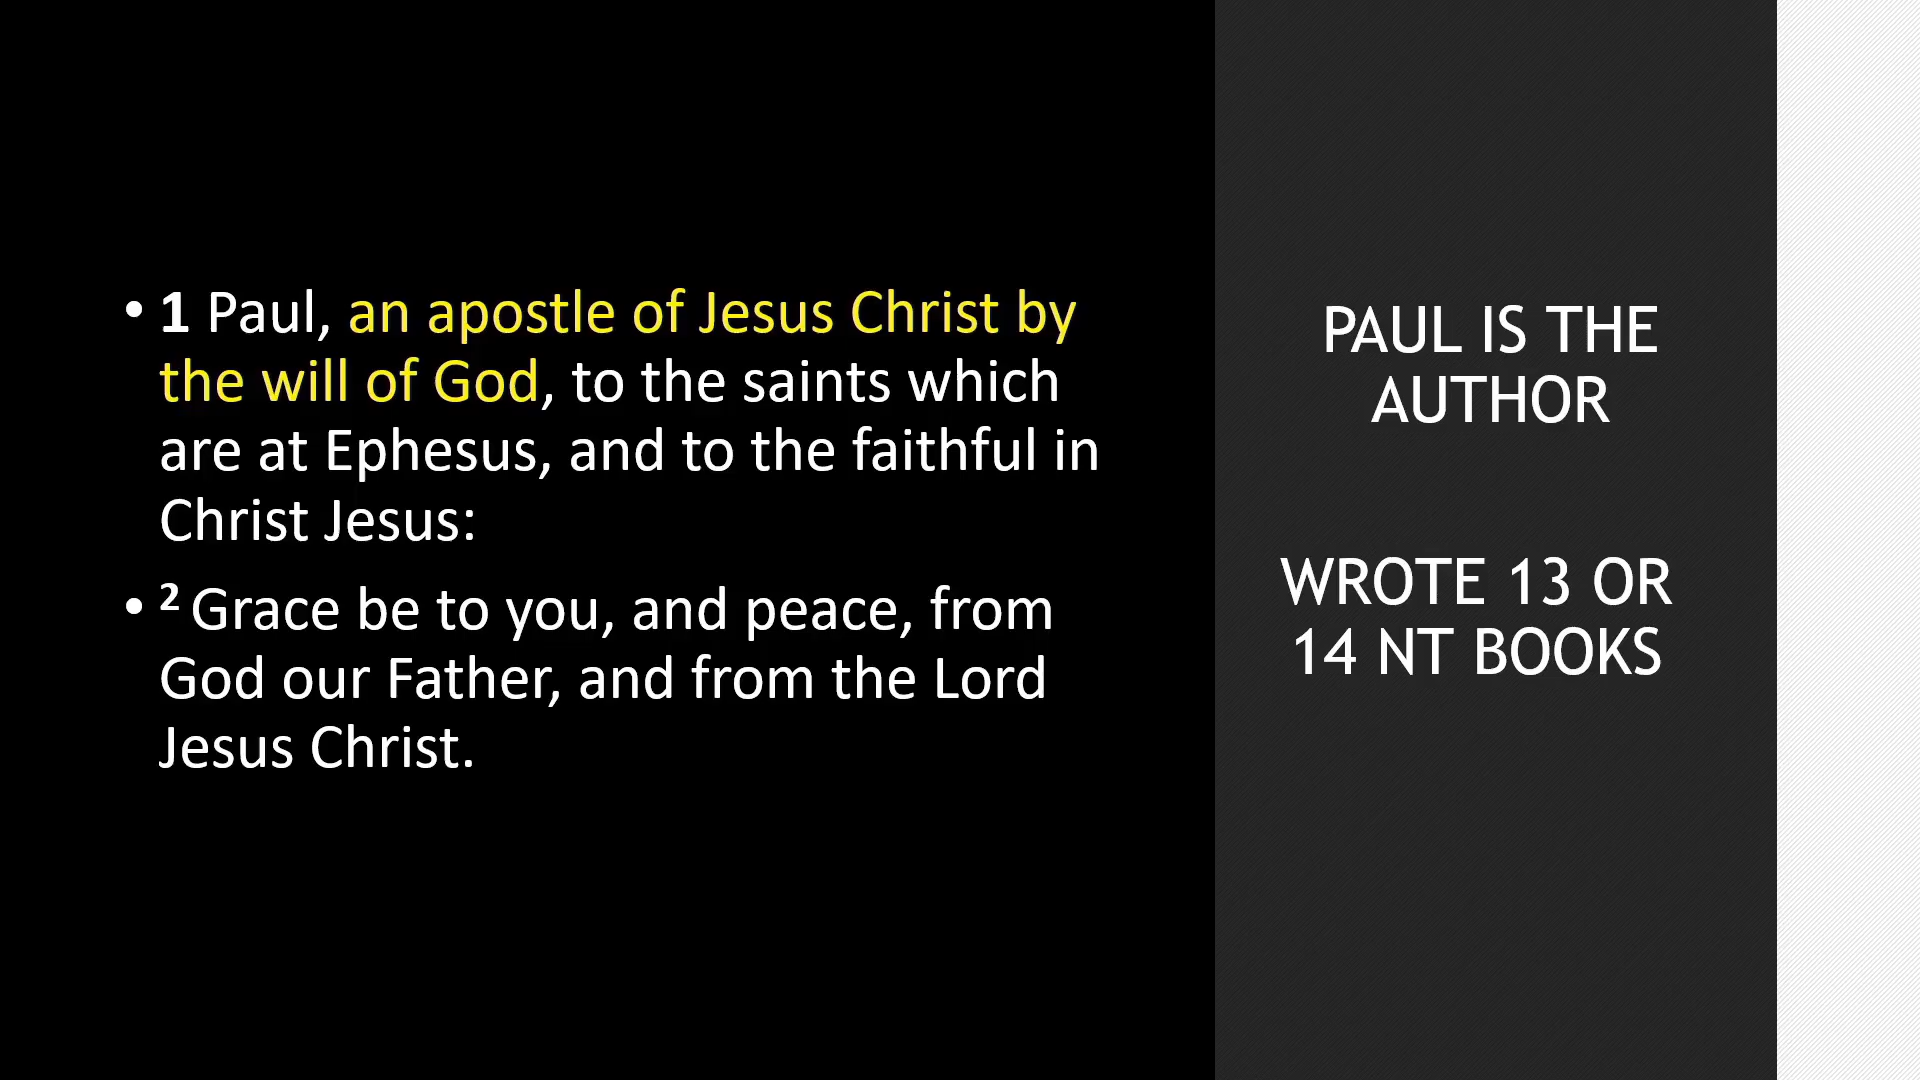 • 1 Paul, an apostle of Jesus Christ by
the will of God, to the saints which
are at Ephesus, and to the faithful in
Christ Jesus:
• 2 Grace be to you, and peace, from
God our Father, and from the Lord
Jesus Christ.
PAUL IS THE
AUTHOR
WROTE 13 OR
14 NT BOOKS